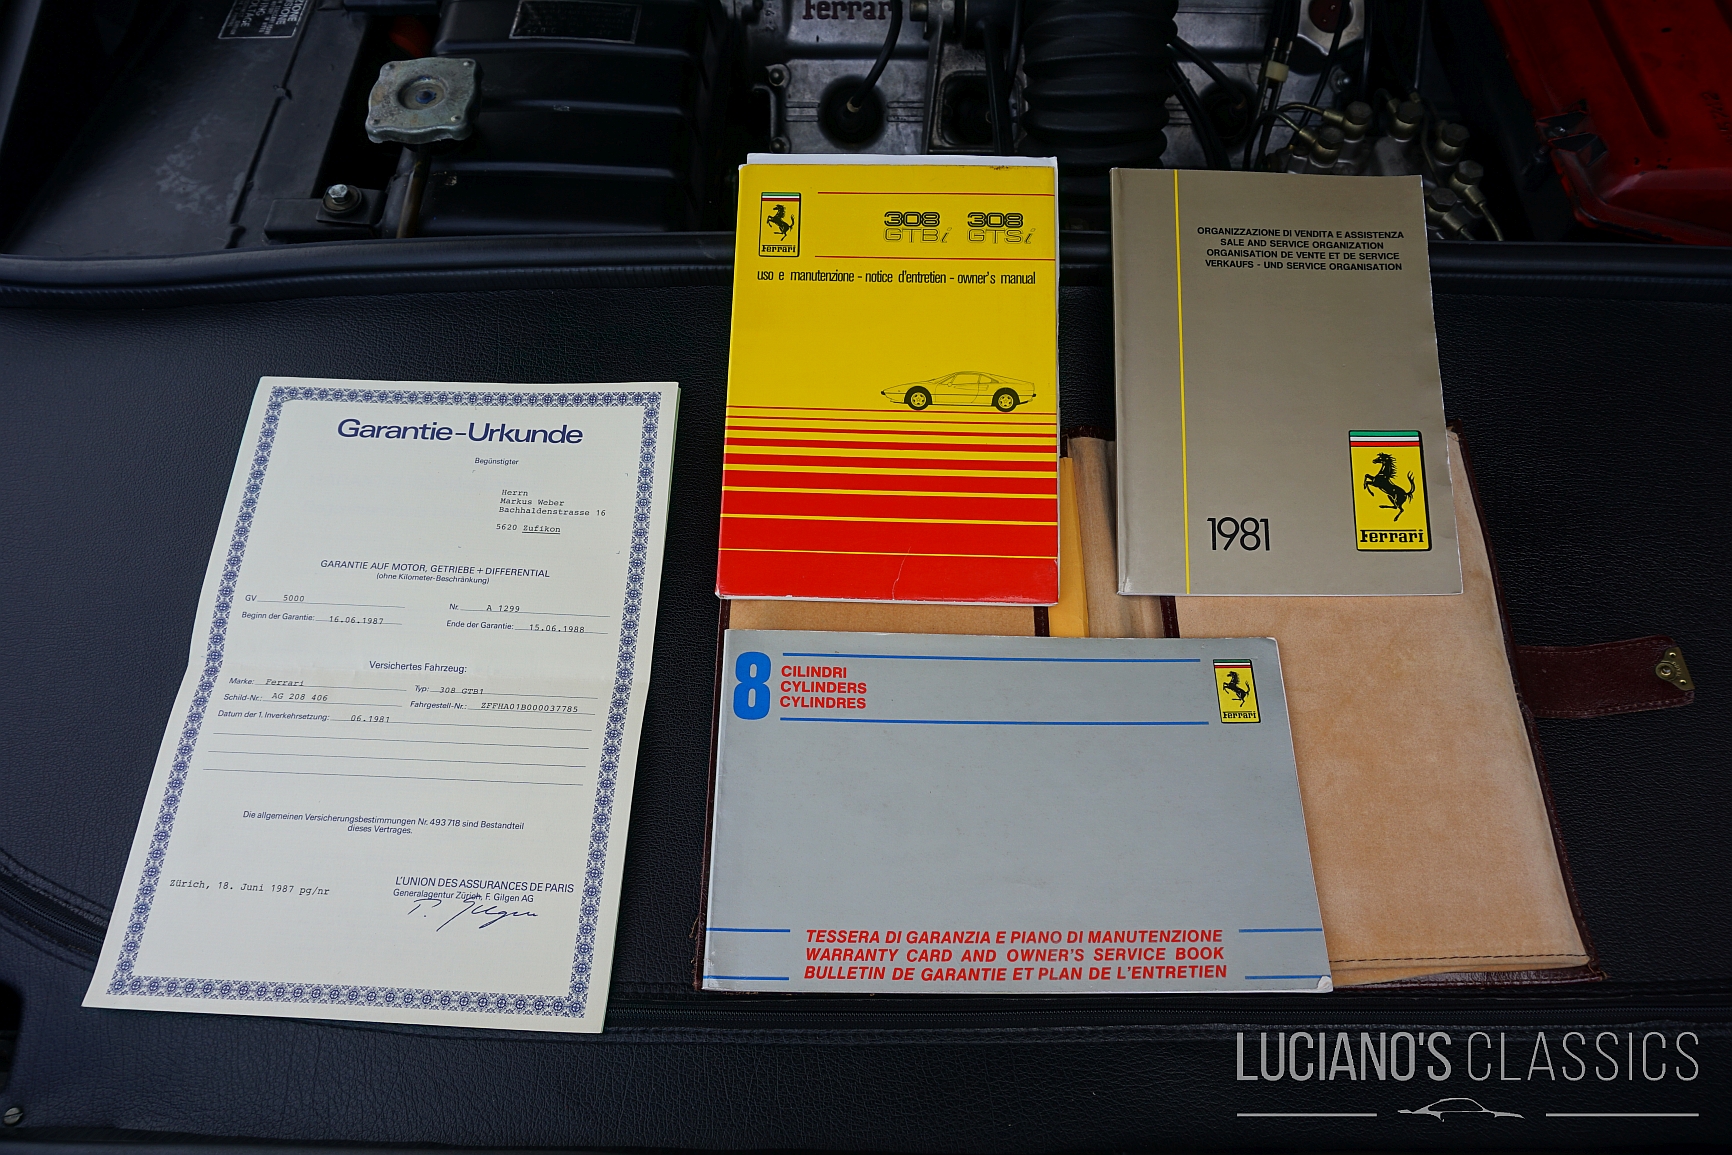 Ferrari
Garantie-Urkunde
Begünstigter
Herrn
Markus Weber
Bachhaldenstrasse 16
5620 Zufikon
GARANTIE AUF MOTOR, GETRIEBE + DIFFERENTIAL
(ohne Kilometer-Beschränkung)
GV 5000 Nr. A 1299
Beginn der Garantie: 16.06.1987 Ende der Garantie: 15.06.1988
Versichertes Fahrzeug:
Marke: Ferrari Typ: 308 GTBi
Schild-Nr.: AG 208 406 Fahrgestell-Nr.: ZFFHA01B000037785
Datum der 1. Inverkehrsetzung: 06.1981
Die allgemeinen Versicherungsbestimmungen Nr. 493 718 sind Bestandteil
dieses Vertrages.
Zürich, 18. Juni 1987 pg/nr
L'UNION DES ASSURANCES DE PARIS
Generalagentur Zürich, F. Gilgen AG
Ferrari
308 308
GTBi GTSi
uso e manutenzione - notice d'entretien - owner's manual
ORGANIZZAZIONE DI VENDITA E ASSISTENZA
SALE AND SERVICE ORGANIZATION
ORGANISATION DE VENTE ET DE SERVICE
VERKAUFS - UND SERVICE ORGANISATION
1981
Ferrari
8
CILINDRI
CYLINDERS
CYLINDRES
Ferrari
TESSERA DI GARANZIA E PIANO DI MANUTENZIONE
WARRANTY CARD AND OWNER'S SERVICE BOOK
BULLETIN DE GARANTIE ET PLAN DE L'ENTRETIEN
LUCIANO'S CLASSICS